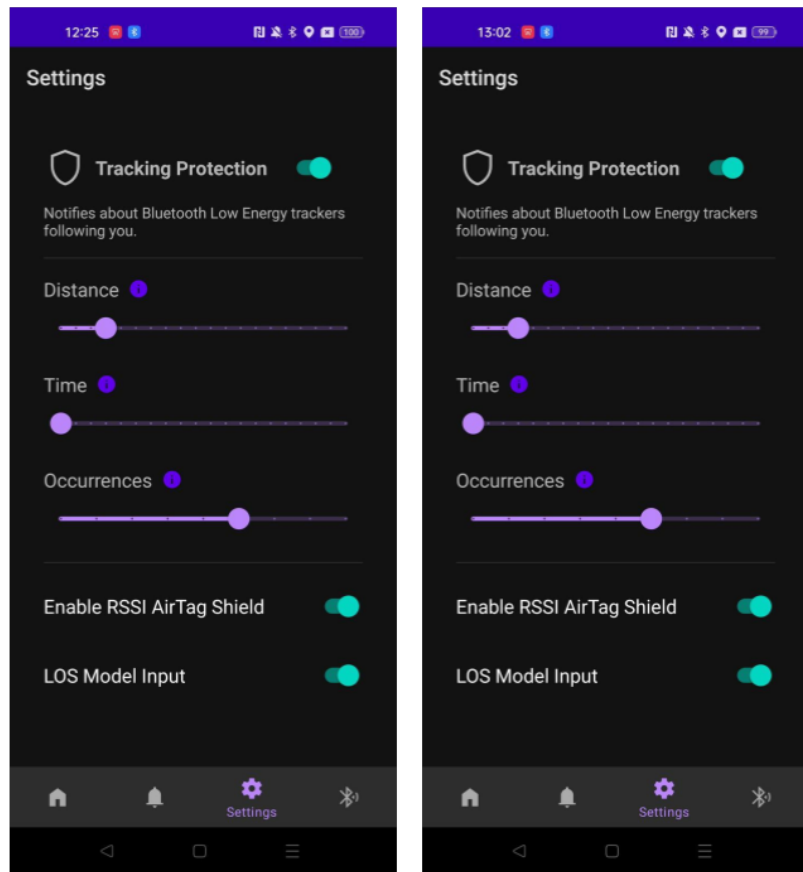 12:25
100
Settings
Tracking Protection
Notifies about Bluetooth Low Energy trackers
following you.
Distance
Time
Occurrences
Enable RSSI AirTag Shield
LOS Model Input
Settings
13:02
99
Settings
Tracking Protection
Notifies about Bluetooth Low Energy trackers
following you.
Distance
Time
Occurrences
Enable RSSI AirTag Shield
LOS Model Input
Settings